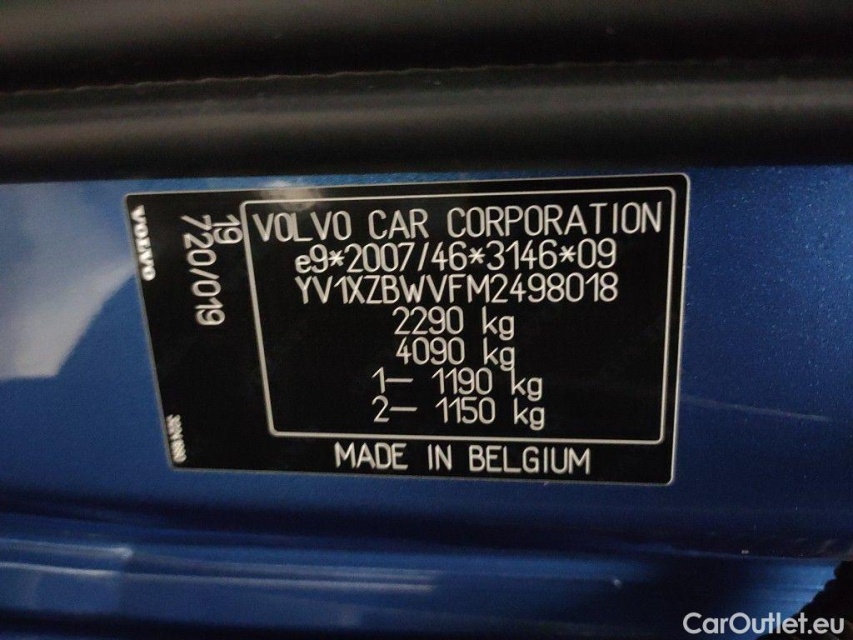 VOLVO
19
720/019
VOLVO CAR CORPORATION
e9*2007/46*3146*09
YV1XZBWVFM2498018
2290 kg
4090 kg
1— 1190 kg
2— 1150 kg
MADE IN BELGIUM
CarOutlet.eu